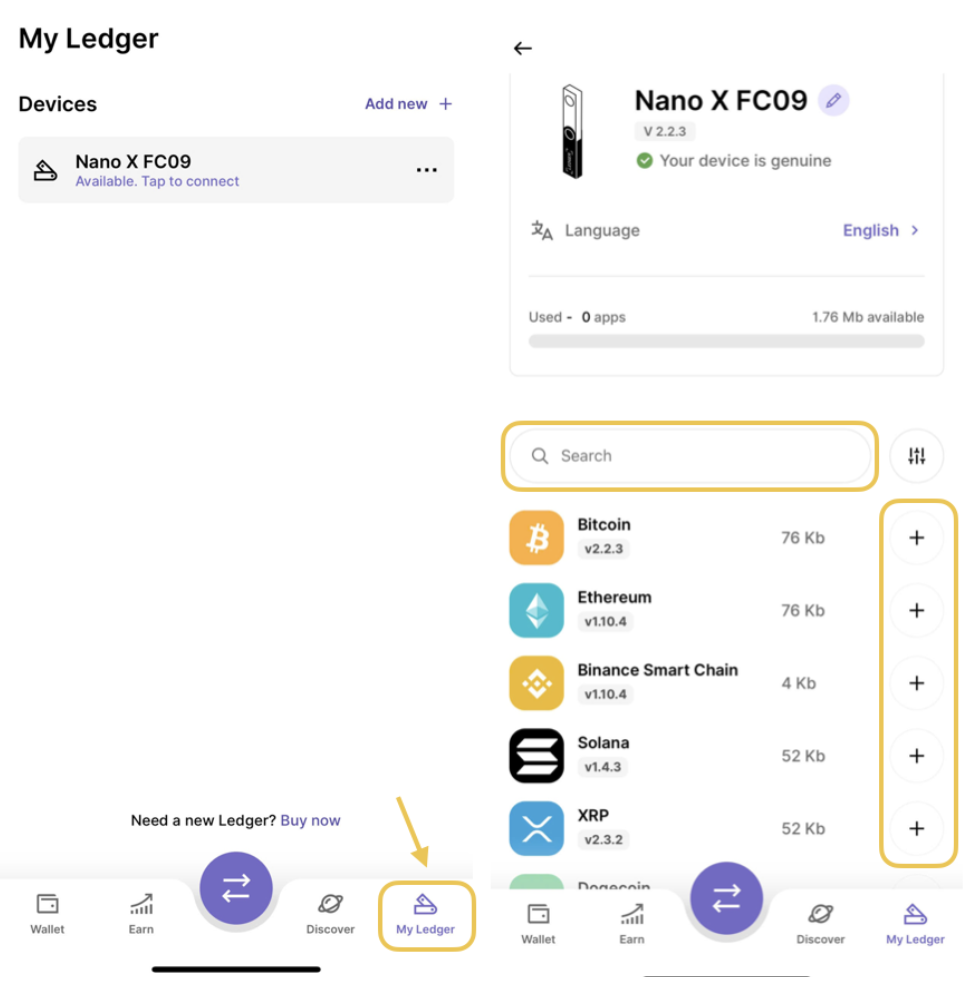 My Ledger
Devices
Add new +
Nano X FC09
Available. Tap to connect
Need a new Ledger? Buy now
Wallet
Earn
Discover
My Ledger
Nano X FC09
V 2.2.3
Your device is genuine
Language
English >
Used - 0 apps
1.76 Mb available
Search
Bitcoin
v2.2.3
76 Kb
Ethereum
v1.10.4
76 Kb
Binance Smart Chain
v1.10.4
4 Kb
Solana
v1.4.3
52 Kb
XRP
v2.3.2
52 Kb
Dogecoin
Wallet
Earn
Discover
My Ledger